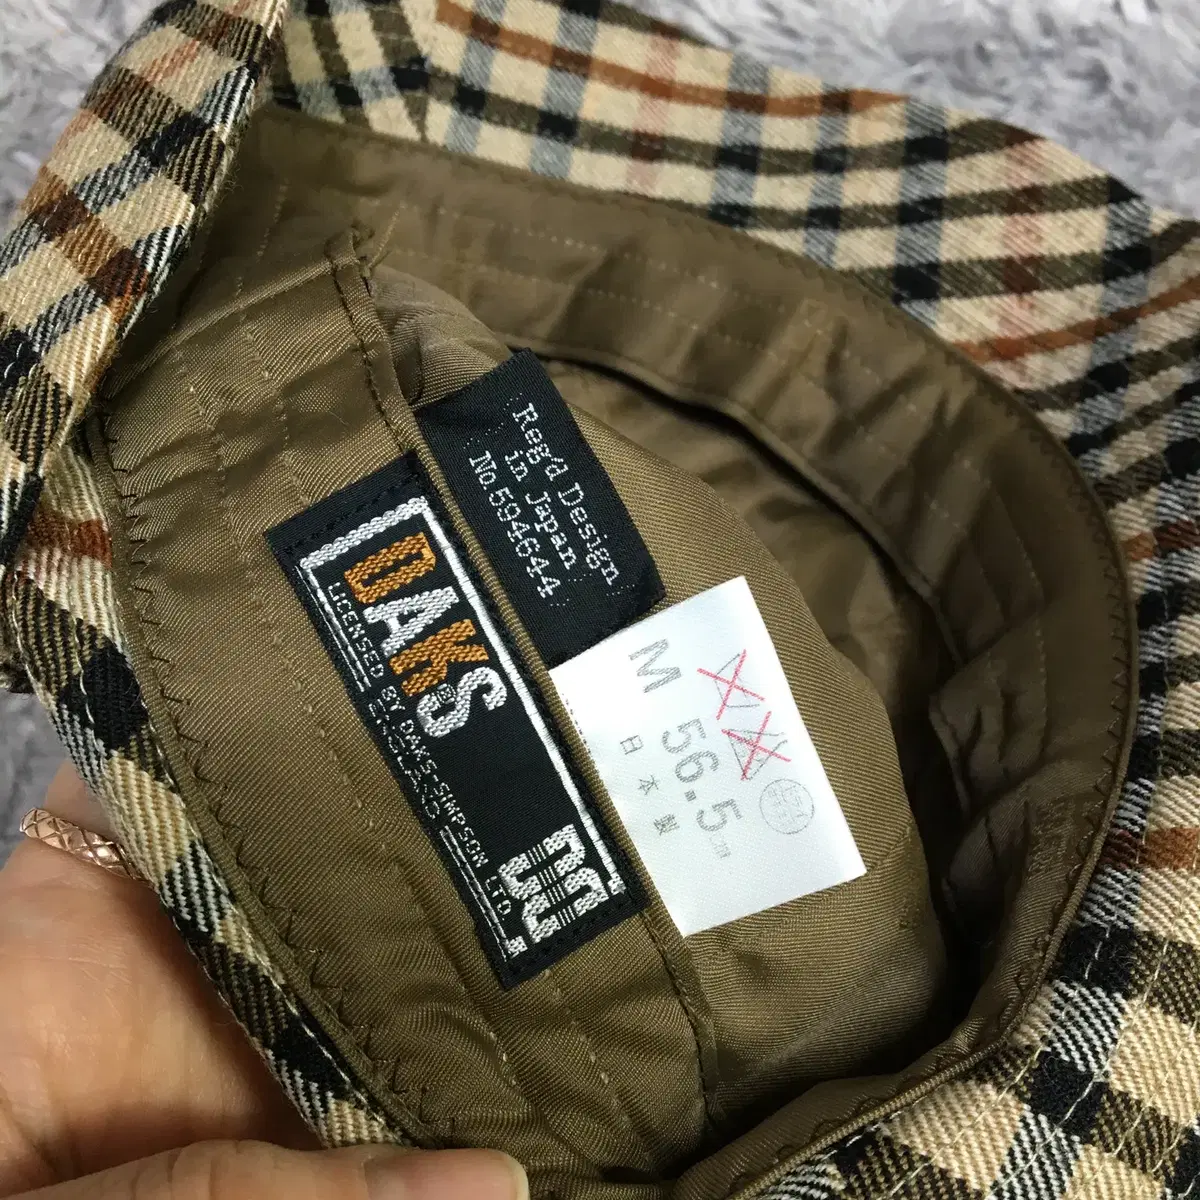 Reg'd Design
in Japan
No.594644
DAKS
LICENSED BY DAKS-SIMPSON LTD.
ENGLAND
M 56.5cm
日本製